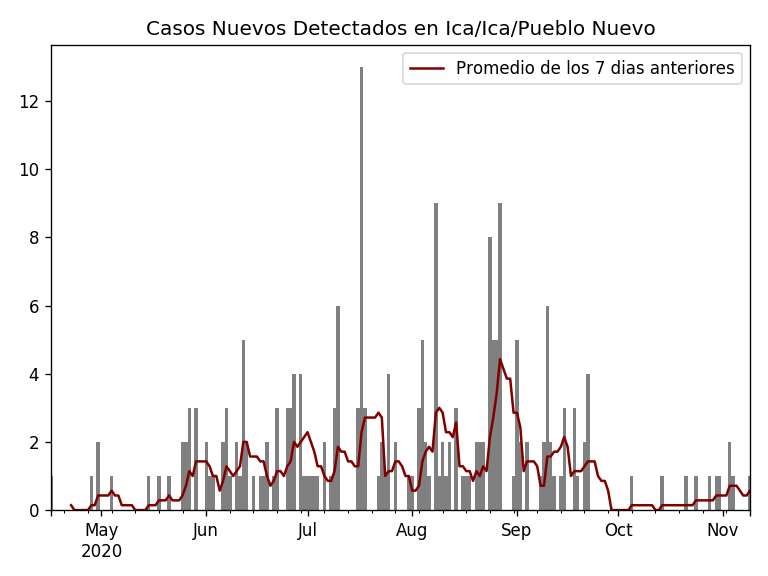 Casos Nuevos Detectados en Ica/Ica/Pueblo Nuevo
Promedio de los 7 dias anteriores
12
10
8
6
4
2
0
May Jun Jul Aug Sep Oct Nov
2020